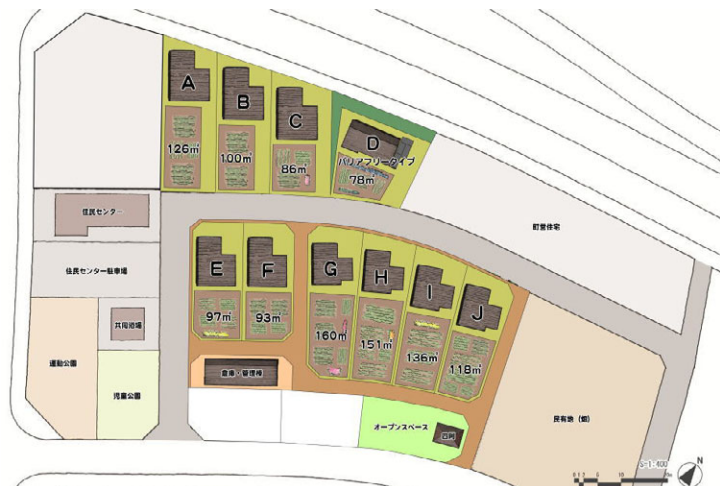 A
B
C
D
バリアフリータイプ
126㎡
100㎡
86㎡
78㎡
住民センター
町営住宅
住民センター駐車場
E
F
G
H
I
J
97㎡
93㎡
160㎡
151㎡
136㎡
118㎡
共同浴場
運動公園
児童公園
倉庫・管理棟
オープンスペース
民有地(畑)
S=1:400
N